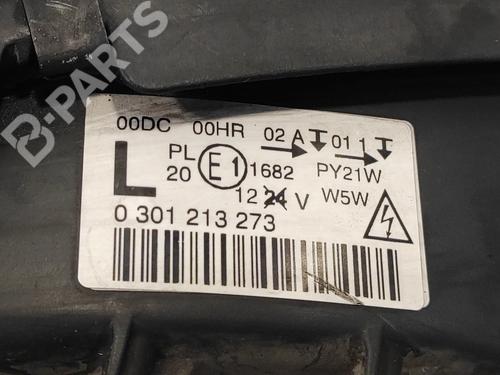 B-PARTS
00DC 00HR 02 A 01 1
L PL 20 E1 1682 PY21W
12 24 V W5W
0 301 213 273